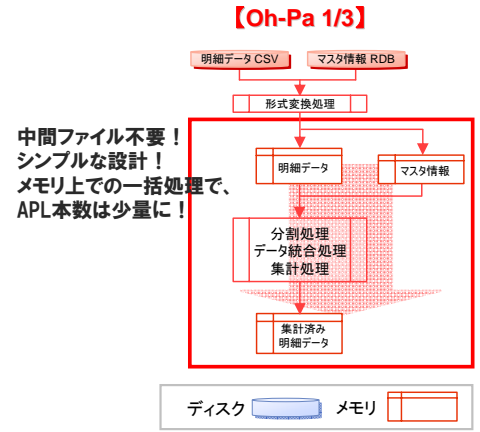 【Oh-Pa 1/3】
明細データ CSV
マスタ情報 RDB
形式変換処理
中間ファイル不要！
シンプルな設計！
メモリ上での一括処理で、
APL本数は少量に！
明細データ
マスタ情報
分割処理
データ統合処理
集計処理
集計済み
明細データ
ディスク
メモリ